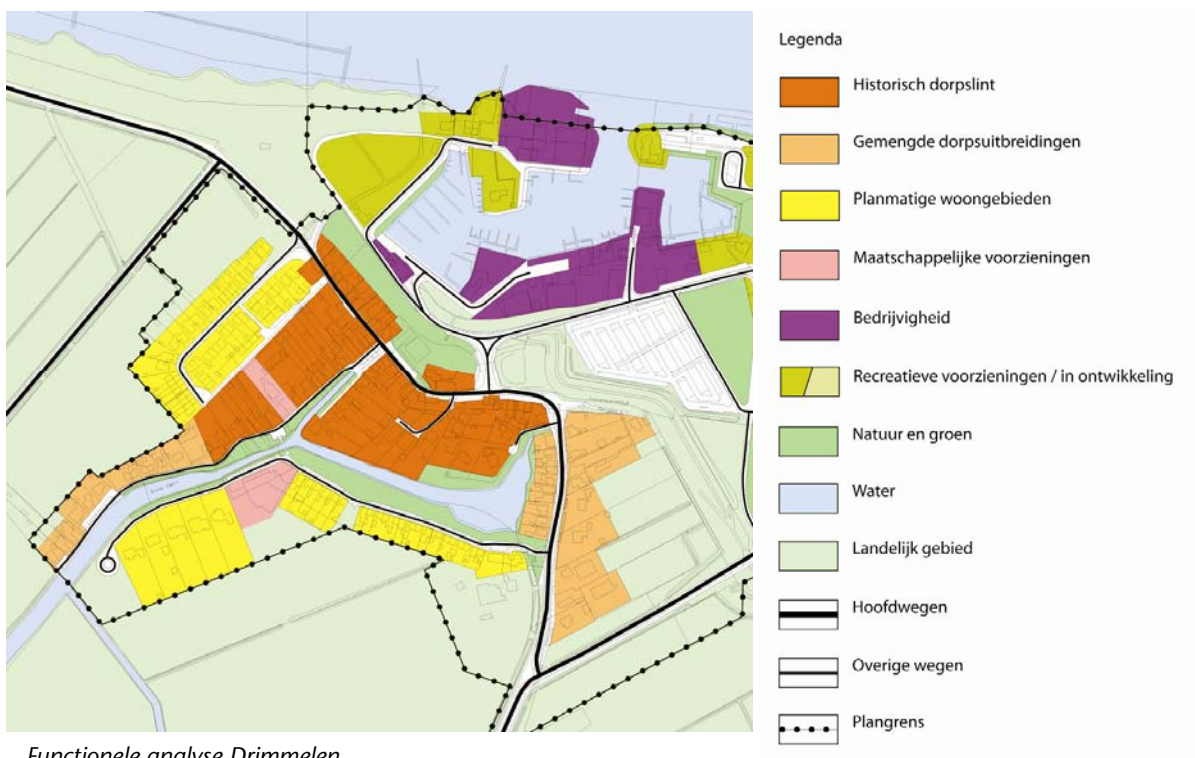 Legenda
Historisch dorpslint
Gemengde dorpsuitbreidingen
Planmatige woongebieden
Maatschappelijke voorzieningen
Bedrijvigheid
Recreatieve voorzieningen / in ontwikkeling
Natuur en groen
Water
Landelijk gebied
Hoofdwegen
Overige wegen
Plangrens
Functionele analyse Drimmelen